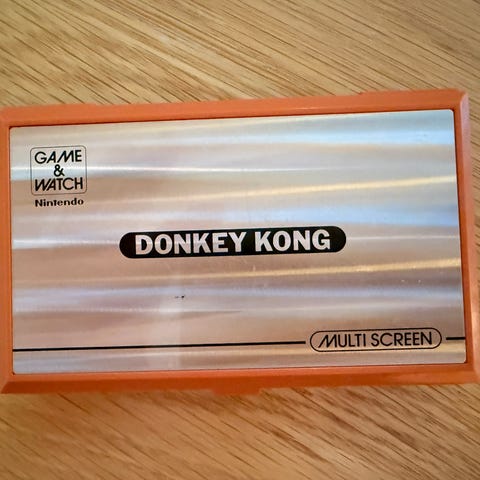 GAME
&
WATCH
Nintendo
DONKEY KONG
MULTI SCREEN